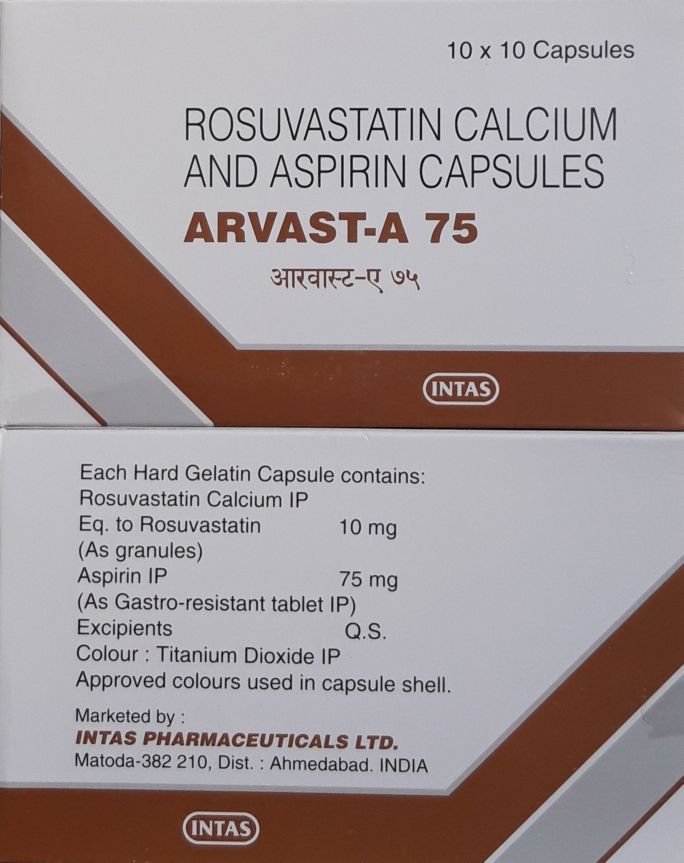 10 x 10 Capsules
ROSUVASTATIN CALCIUM
AND ASPIRIN CAPSULES
ARVAST-A 75
आरवास्ट-ए ७५
INTAS
Each Hard Gelatin Capsule contains:
Rosuvastatin Calcium IP
Eq. to Rosuvastatin 10 mg
(As granules)
Aspirin IP 75 mg
(As Gastro-resistant tablet IP)
Excipients Q.S.
Colour : Titanium Dioxide IP
Approved colours used in capsule shell.
Marketed by :
INTAS PHARMACEUTICALS LTD.
Matoda-382 210, Dist. : Ahmedabad. INDIA
INTAS